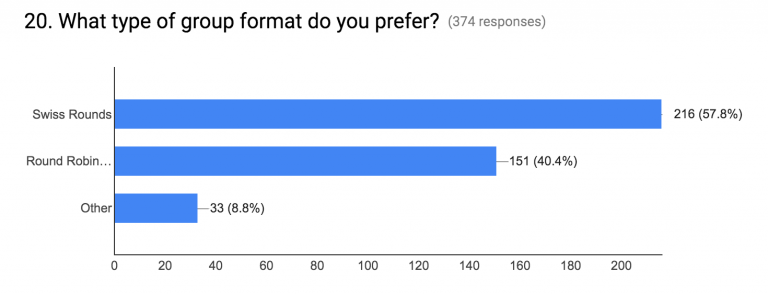 20. What type of group format do you prefer? (374 responses)
Swiss Rounds 216 (57.8%)
Round Robin… 151 (40.4%)
Other 33 (8.8%)
0 20 40 60 80 100 120 140 160 180 200